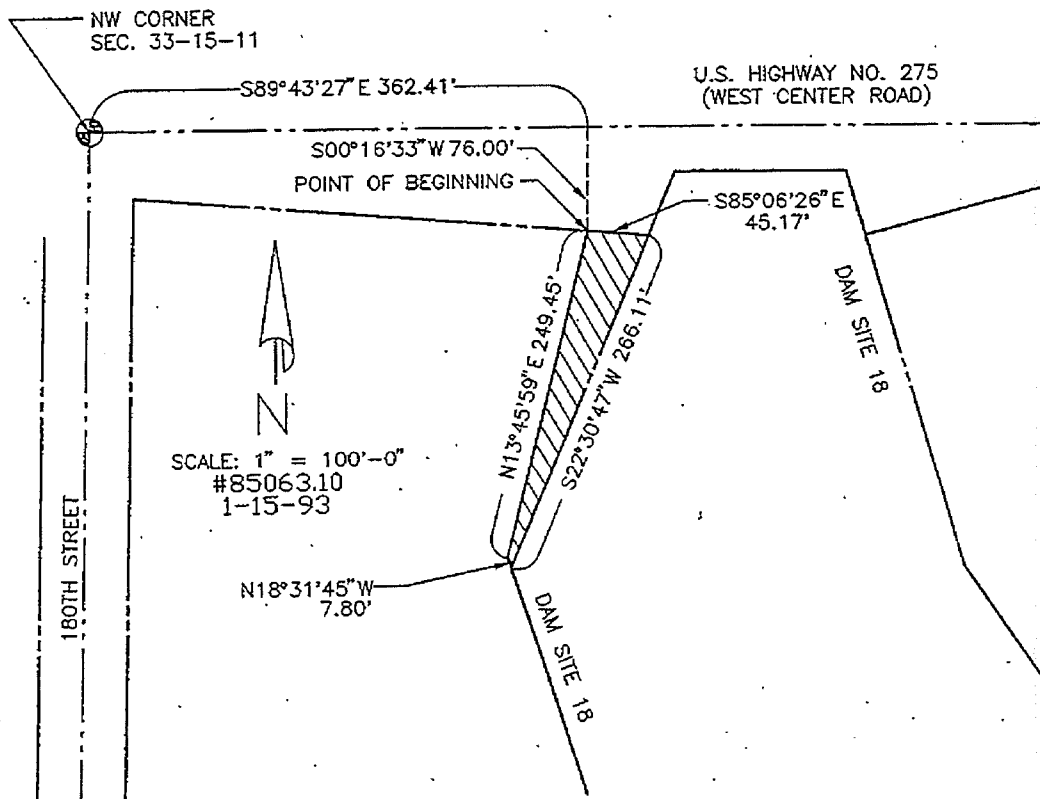 NW CORNER
SEC. 33-15-11
S89°43'27"E 362.41'
U.S. HIGHWAY NO. 275
(WEST CENTER ROAD)
S00°16'33"W 76.00'
POINT OF BEGINNING
S85°06'26"E
45.17'
N13°45'59"E 249.45'
S22°30'47"W 266.11'
DAM SITE 18
N
SCALE: 1" = 100'-0"
#85063.10
1-15-93
180TH STREET
N18°31'45"W
7.80'
DAM SITE 18